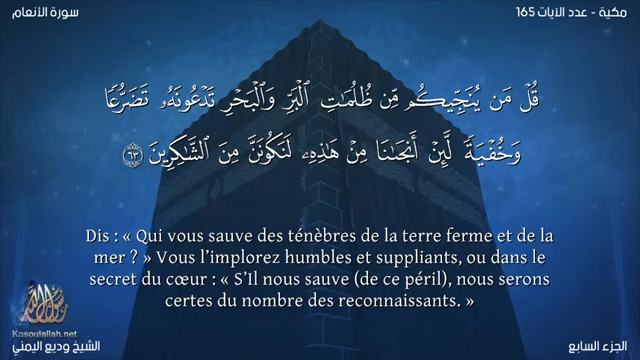 سورة الأنعام
مكية - عدد الآيات 165
قُلْ مَن يُنَجِّيكُم مِّن ظُلُمَٰتِ ٱلْبَرِّ وَٱلْبَحْرِ تَدْعُونَهُۥ تَضَرُّعًا
وَخُفْيَةً لَّئِنْ أَنجَىٰنَا مِنْ هَٰذِهِۦ لَنَكُونَنَّ مِنَ ٱلشَّٰكِرِينَ ٦٣
Dis : « Qui vous sauve des ténèbres de la terre ferme et de la
mer ? » Vous l’implorez humbles et suppliants, ou dans le
secret du cœur : « S’Il nous sauve (de ce péril), nous serons
certes du nombre des reconnaissants. »
رسول الله
Rasoulallah.net
الشيخ وديع اليمني
الجزء السابع